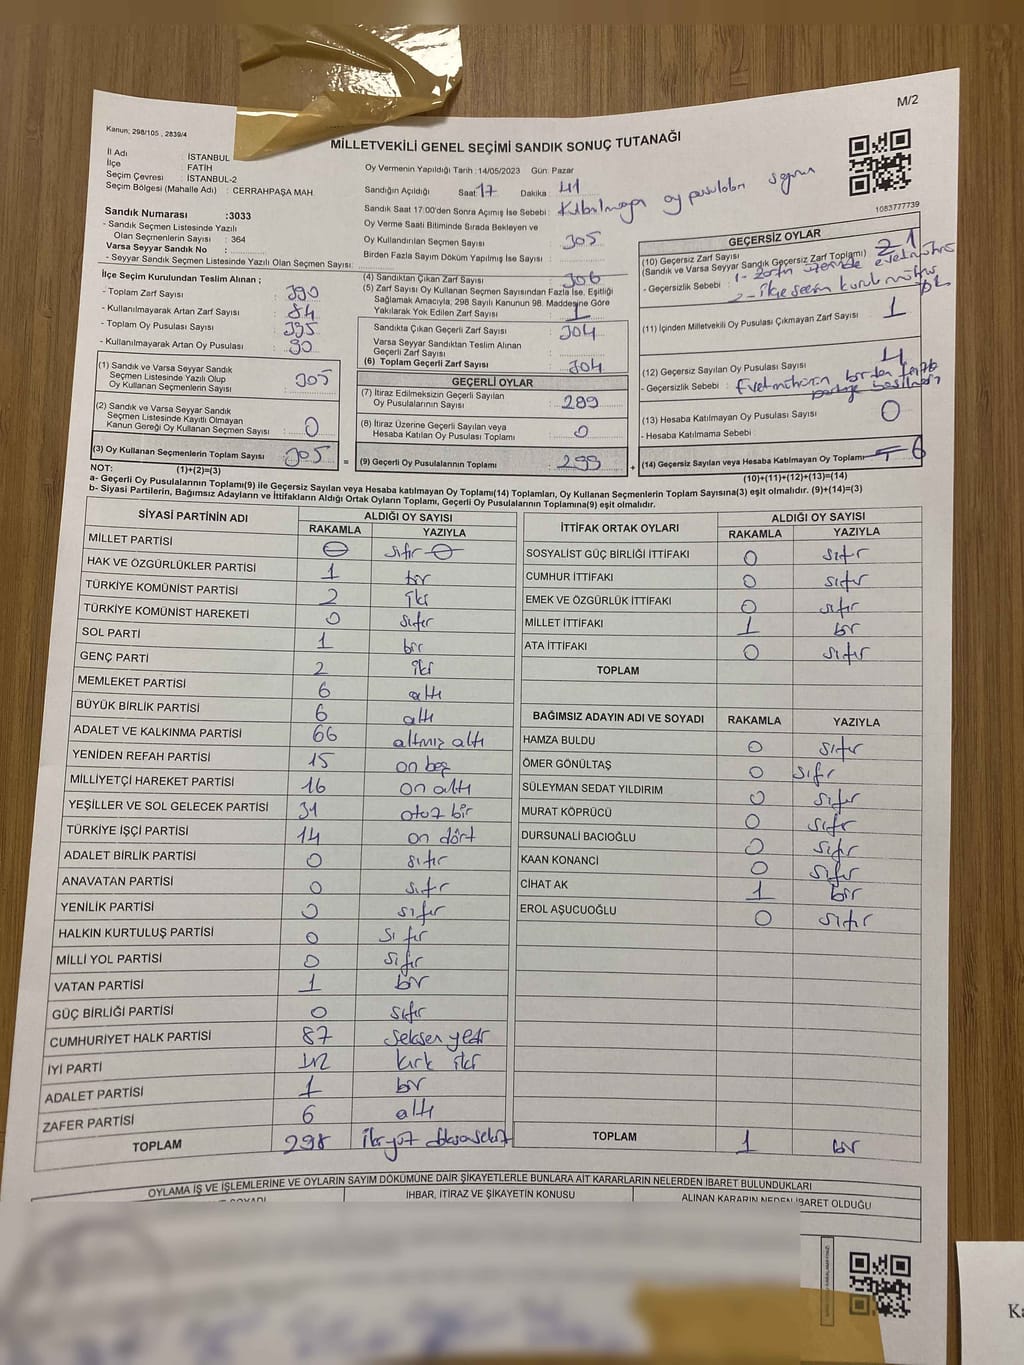 M/2
Kanun; 298/105 , 2839/4
MİLLETVEKİLİ GENEL SEÇİMİ SANDIK SONUÇ TUTANAĞI
İl Adı : İSTANBUL
İlçe : FATİH
Seçim Çevresi : İSTANBUL-2
Seçim Bölgesi (Mahalle Adı) : CERRAHPAŞA MAH.
Oy Vermenin Yapıldığı Tarih :14/05/2023 Gün: Pazar
Sandığın Açıldığı Saat 17 Dakika 41
Sandık Saat 17:00'den Sonra Açımış İse Sebebi : oy pusulaları sayımı
1083777739
Sandık Numarası :3033
- Sandık Seçmen Listesinde Yazılı
Olan Seçmenlerin Sayısı : 364
Varsa Seyyar Sandık No :
- Seyyar Sandık Seçmen Listesinde Yazılı Olan Seçmen Sayısı:
Oy Verme Saati Bitiminde Sırada Bekleyen ve
Oy Kullandırılan Seçmen Sayısı : 305
Birden Fazla Sayım Döküm Yapılmış İse Sayısı :
İlçe Seçim Kurulundan Teslim Alınan ;
- Toplam Zarf Sayısı : 390
- Kullanılmayarak Artan Zarf Sayısı : 84
- Toplam Oy Pusulası Sayısı : 395
- Kullanılmayarak Artan Oy Pusulası : 90
(1) Sandık ve Varsa Seyyar Sandık
Seçmen Listesinde Yazılı Olup
Oy Kullanan Seçmenlerin Sayısı : 305
(2) Sandık ve Varsa Seyyar Sandık
Seçmen Listesinde Kayıtlı Olmayan
Kanun Gereği Oy Kullanan Seçmen Sayısı : 0
(3) Oy Kullanan Seçmenlerin Toplam Sayısı : 305
(4) Sandıktan Çıkan Zarf Sayısı : 306
(5) Zarf Sayısı Oy Kullanan Seçmen Sayısından Fazla İse, Eşitliği
Sağlamak Amacıyla, 298 Sayılı Kanunun 98. Maddesine Göre
Yakılarak Yok Edilen Zarf Sayısı : 1
Sandıkta Çıkan Geçerli Zarf Sayısı : 304
Varsa Seyyar Sandıktan Teslim Alınan
Geçerli Zarf Sayısı :
(6) Toplam Geçerli Zarf Sayısı : 304
GEÇERLİ OYLAR
(7) İtiraz Edilmeksizin Geçerli Sayılan
Oy Pusulalarının Sayısı : 299
(8) İtiraz Üzerine Geçerli Sayılan veya
Hesaba Katılan Oy Pusulası Toplamı : 0
= (9) Geçerli Oy Pusulalarının Toplamı : 299
GEÇERSİZ OYLAR
(10) Geçersiz Zarf Sayısı 1
(Sandık ve Varsa Seyyar Sandık Geçersiz Zarf Toplamı)
- Geçersizlik Sebebi : 1- Zarfın üzerinde evet mührü
2- İlçe seçim kurulu mührü
(11) İçinden Milletvekili Oy Pusulası Çıkmayan Zarf Sayısı 1
(12) Geçersiz Sayılan Oy Pusulası Sayısı 4
- Geçersizlik Sebebi : Evet mührün birden fazla
partiye basılması
(13) Hesaba Katılmayan Oy Pusulası Sayısı 0
- Hesaba Katılmama Sebebi
+ (14) Geçersiz Sayılan veya Hesaba Katılmayan Oy Toplamı 6
NOT: (1)+(2)=(3)
(10)+(11)+(12)+(13)=(14)
a- Geçerli Oy Pusulalarının Toplamı(9) ile Geçersiz Sayılan veya Hesaba katılmayan Oy Toplamı(14) Toplamları, Oy Kullanan Seçmenlerin Toplam Sayısına(3) eşit olmalıdır. (9)+(14)=(3)
b- Siyasi Partilerin, Bağımsız Adayların ve İttifakların Aldığı Ortak Oyların Toplamı, Geçerli Oy Pusulalarının Toplamına(9) eşit olmalıdır.
SİYASİ PARTİNİN ADI ALDIĞI OY SAYISI
RAKAMLA YAZIYLA
MİLLET PARTİSİ 0 sıfır 0
HAK VE ÖZGÜRLÜKLER PARTİSİ 1 bir
TÜRKİYE KOMÜNİST PARTİSİ 2 iki
TÜRKİYE KOMÜNİST HAREKETİ 0 sıfır
SOL PARTİ 1 bir
GENÇ PARTİ 2 iki
MEMLEKET PARTİSİ 6 altı
BÜYÜK BİRLİK PARTİSİ 6 altı
ADALET VE KALKINMA PARTİSİ 66 altmış altı
YENİDEN REFAH PARTİSİ 15 on beş
MİLLİYETÇİ HAREKET PARTİSİ 16 on altı
YEŞİLLER VE SOL GELECEK PARTİSİ 31 otuz bir
TÜRKİYE İŞÇİ PARTİSİ 14 on dört
ADALET BİRLİK PARTİSİ 0 sıfır
ANAVATAN PARTİSİ 0 sıfır
YENİLİK PARTİSİ 0 sıfır
HALKIN KURTULUŞ PARTİSİ 0 sıfır
MİLLİ YOL PARTİSİ 0 sıfır
VATAN PARTİSİ 1 bir
GÜÇ BİRLİĞİ PARTİSİ 0 sıfır
CUMHURİYET HALK PARTİSİ 87 seksen yedi
İYİ PARTİ 42 kırk iki
ADALET PARTİSİ 1 bir
ZAFER PARTİSİ 6 altı
TOPLAM 298 iki yüz doksan sekiz
İTTİFAK ORTAK OYLARI ALDIĞI OY SAYISI
RAKAMLA YAZIYLA
SOSYALİST GÜÇ BİRLİĞİ İTTİFAKI 0 sıfır
CUMHUR İTTİFAKI 0 sıfır
EMEK VE ÖZGÜRLÜK İTTİFAKI 0 sıfır
MİLLET İTTİFAKI 1 bir
ATA İTTİFAKI 0 sıfır
TOPLAM
BAĞIMSIZ ADAYIN ADI VE SOYADI RAKAMLA YAZIYLA
HAMZA BULDU 0 sıfır
ÖMER GÖNÜLTAŞ 0 sıfır
SÜLEYMAN SEDAT YILDIRIM 0 sıfır
MURAT KÖPRÜCÜ 0 sıfır
DURSUNALİ BACIOĞLU 0 sıfır
KAAN KONANCİ 0 sıfır
CİHAT AK 1 bir
EROL AŞUCUOĞLU 0 sıfır
TOPLAM 1 bir
OYLAMA İŞ VE İŞLEMLERİNE VE OYLARIN SAYIM DÖKÜMÜNE DAİR ŞİKAYETLERLE BUNLARA AİT KARARLARIN NELERDEN İBARET BULUNDUKLARI
İHBAR, İTİRAZ VE ŞİKAYETİN KONUSU
ALINAN KARARIN NEDEN İBARET OLDUĞU